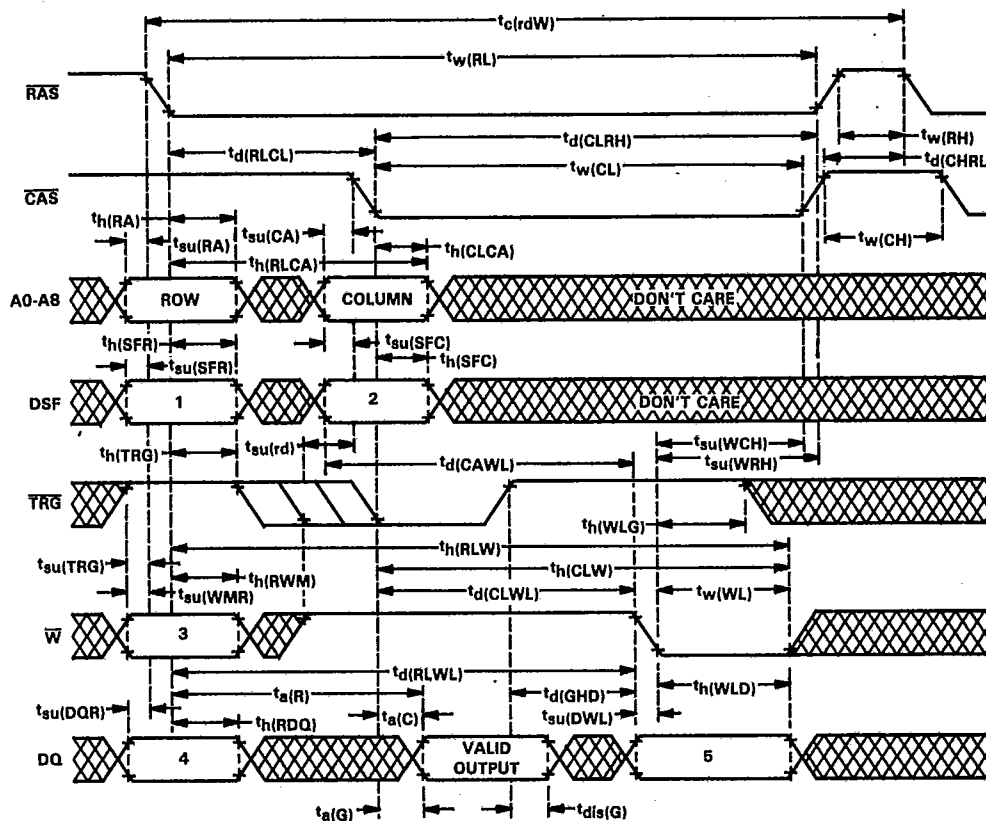 tc(rdW)
tw(RL)
RAS
td(CLRH)
tw(RH)
td(RLCL)
tw(CL)
td(CHRL)
CAS
th(RA)
tsu(CA)
tsu(RA)
th(CLCA)
tw(CH)
th(RLCA)
A0-A8
ROW
COLUMN
DON'T CARE
th(SFR)
tsu(SFC)
tsu(SFR)
th(SFC)
DSF
1
2
DON'T CARE
tsu(WCH)
th(TRG)
tsu(rd)
td(CAWL)
tsu(WRH)
TRG
th(WLG)
th(RLW)
tsu(TRG)
th(RWM)
th(CLW)
tsu(WMR)
td(CLWL)
tw(WL)
W
3
td(RLWL)
ta(R)
td(GHD)
th(WLD)
tsu(DQR)
th(RDQ)
ta(C)
tsu(DWL)
DQ
4
VALID
OUTPUT
5
ta(G)
tdis(G)